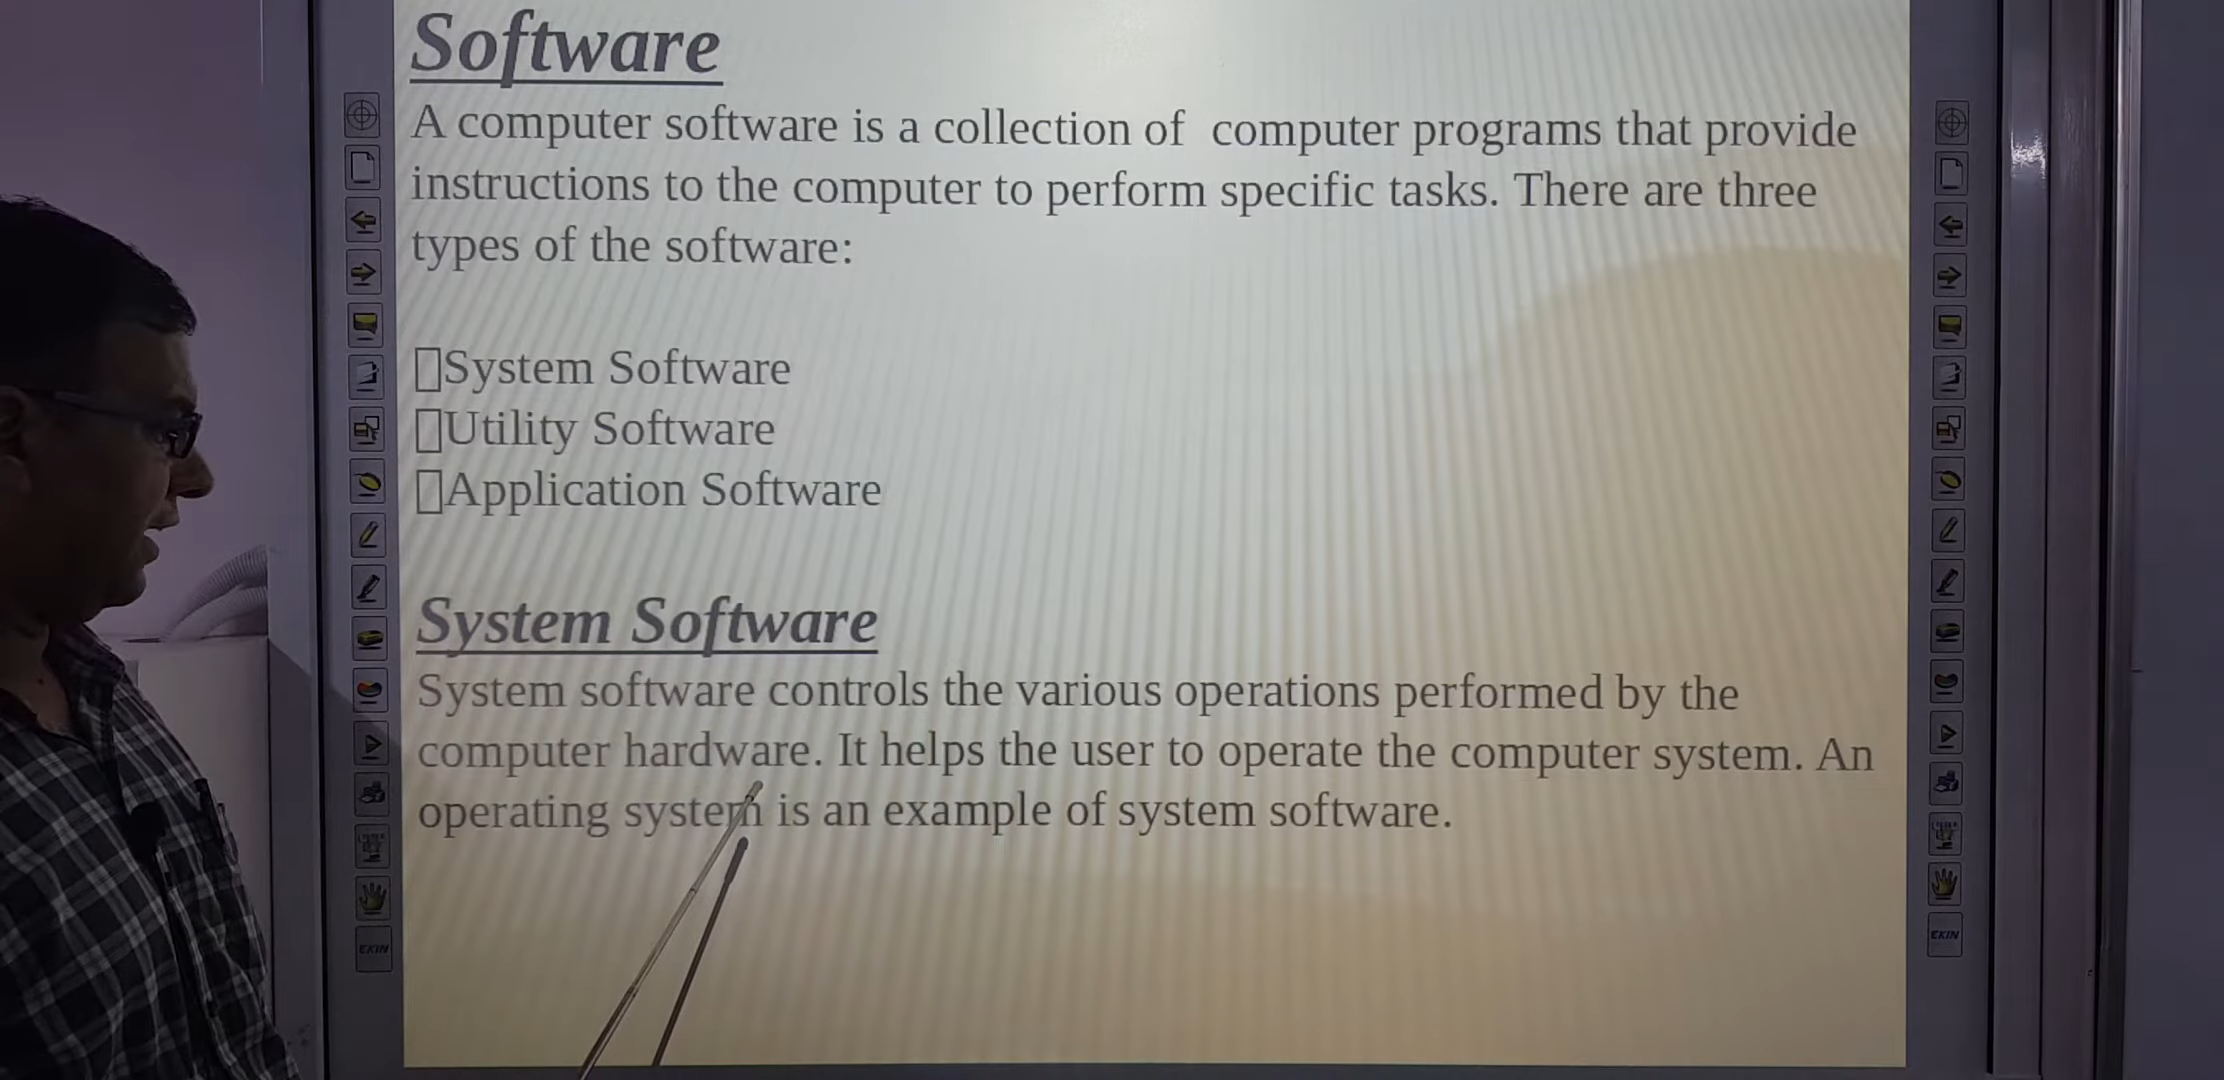 Software
A computer software is a collection of computer programs that provide
instructions to the computer to perform specific tasks. There are three
types of the software:
System Software
Utility Software
Application Software
System Software
System software controls the various operations performed by the
computer hardware. It helps the user to operate the computer system. An
operating system is an example of system software.
EKIN
EKIN